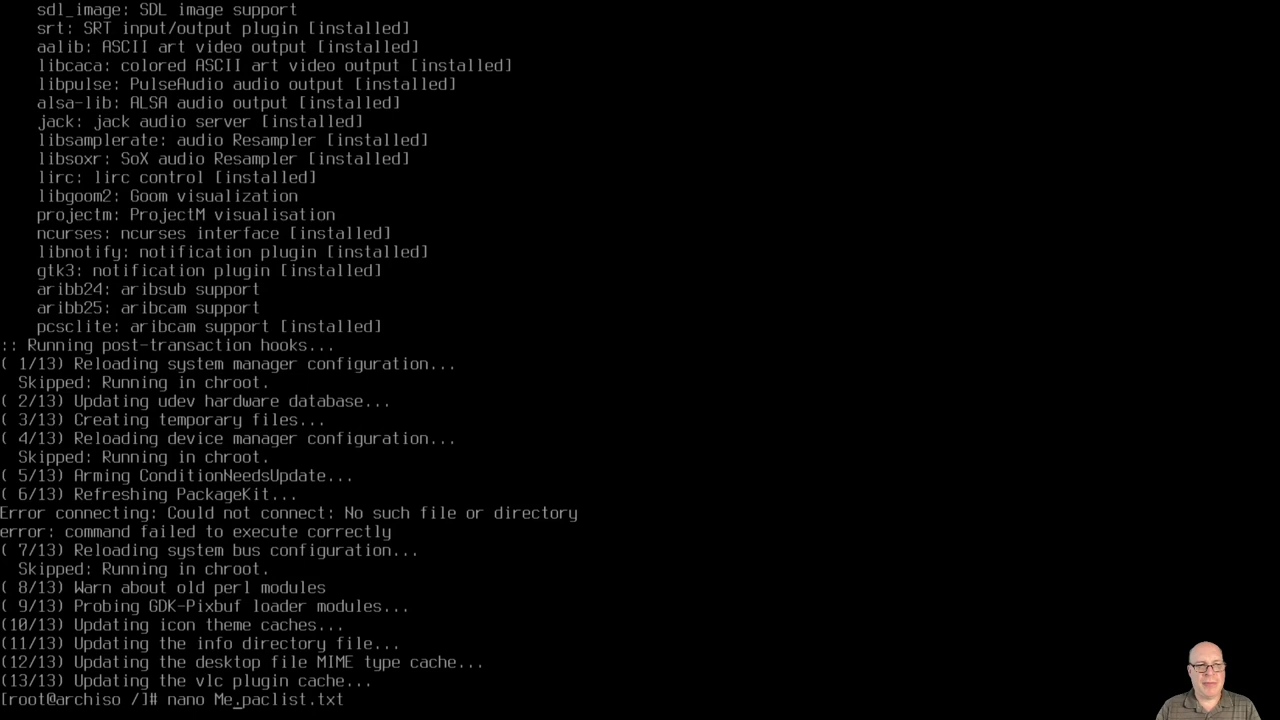 sdl_image: SDL image support
srt: SRT input/output plugin [installed]
aalib: ASCII art video output [installed]
libcaca: colored ASCII art video output [installed]
libpulse: PulseAudio audio output [installed]
alsa-lib: ALSA audio output [installed]
jack: jack audio server [installed]
libsamplerate: audio Resampler [installed]
libsoxr: SoX audio Resampler [installed]
lirc: lirc control [installed]
libgoom2: Goom visualization
projectm: ProjectM visualisation
ncurses: ncurses interface [installed]
libnotify: notification plugin [installed]
gtk3: notification plugin [installed]
aribb24: aribsub support
aribb25: aribcam support
pcsclite: aribcam support [installed]
:: Running post-transaction hooks...
( 1/13) Reloading system manager configuration...
Skipped: Running in chroot.
( 2/13) Updating udev hardware database...
( 3/13) Creating temporary files...
( 4/13) Reloading device manager configuration...
Skipped: Running in chroot.
( 5/13) Arming ConditionNeedsUpdate...
( 6/13) Refreshing PackageKit...
Error connecting: Could not connect: No such file or directory
error: command failed to execute correctly
( 7/13) Reloading system bus configuration...
Skipped: Running in chroot.
( 8/13) Warn about old perl modules
( 9/13) Probing GDK-Pixbuf loader modules...
(10/13) Updating icon theme caches...
(11/13) Updating the info directory file...
(12/13) Updating the desktop file MIME type cache...
(13/13) Updating the vlc plugin cache...
[root@archiso /]# nano Me.paclist.txt